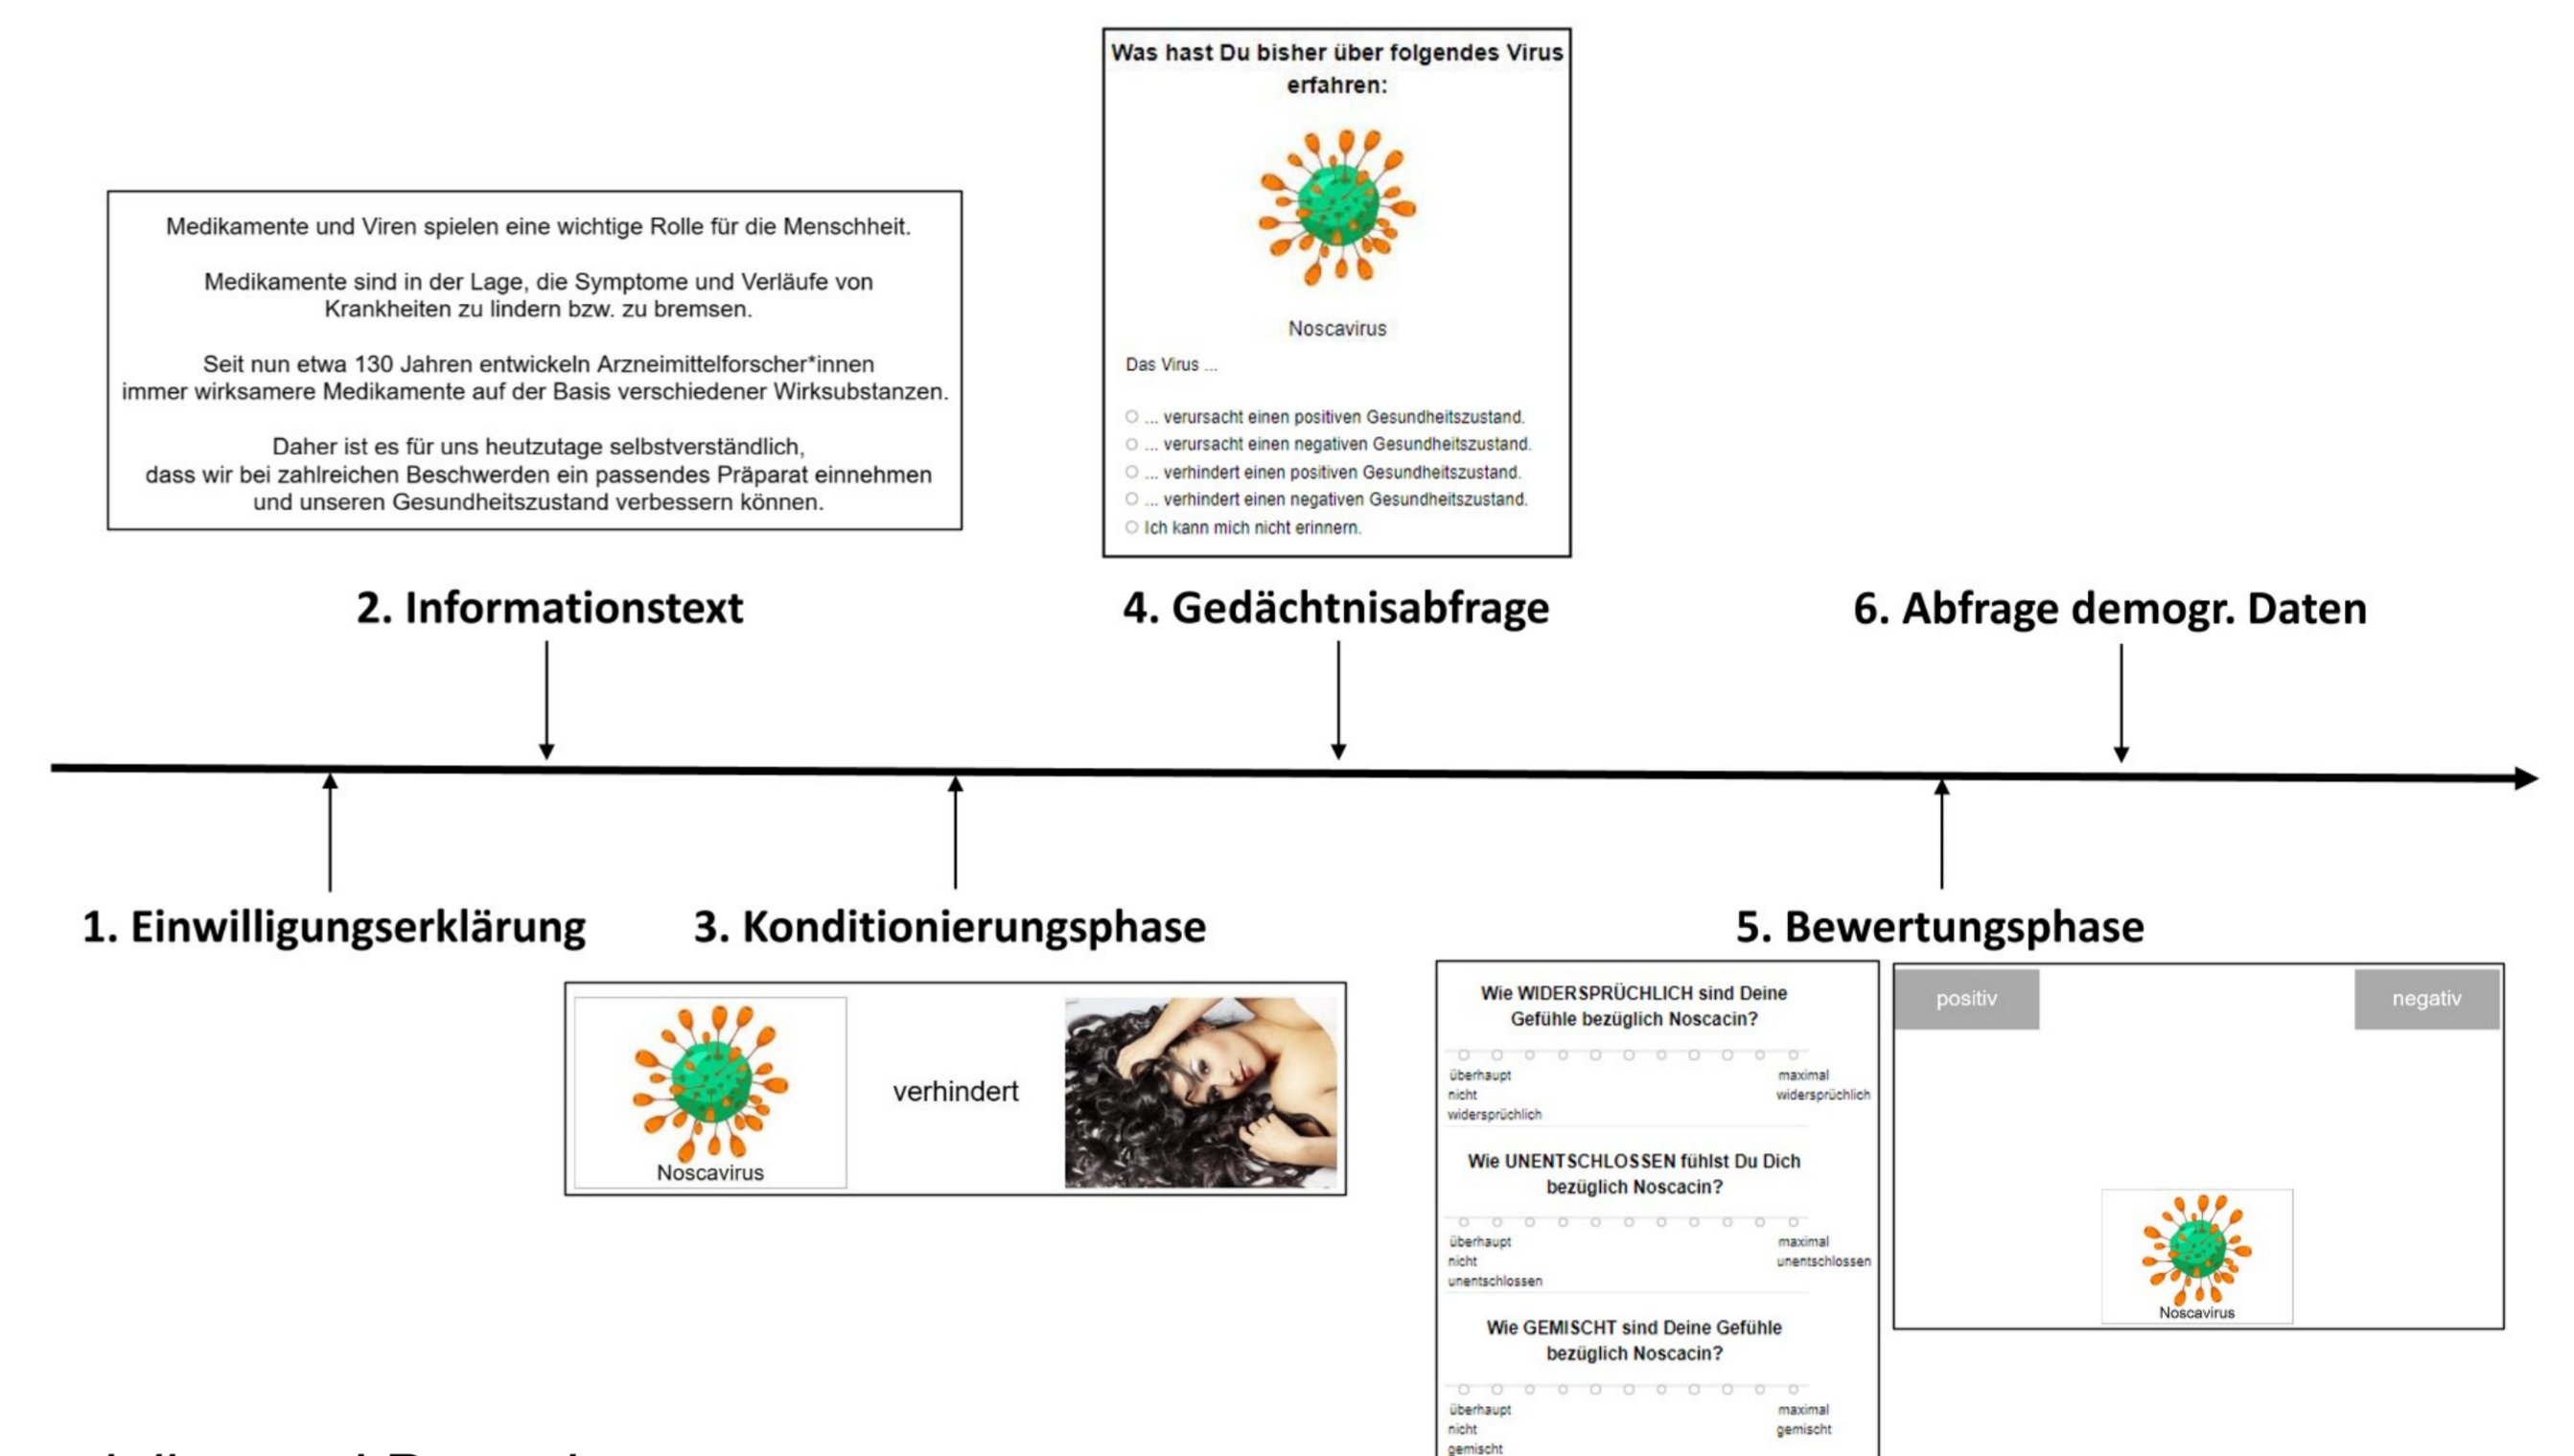 Was hast Du bisher über folgendes Virus
erfahren:
Noscavirus
Das Virus ...
... verursacht einen positiven Gesundheitszustand.
... verursacht einen negativen Gesundheitszustand.
... verhindert einen positiven Gesundheitszustand.
... verhindert einen negativen Gesundheitszustand.
Ich kann mich nicht erinnern.
Medikamente und Viren spielen eine wichtige Rolle für die Menschheit.
Medikamente sind in der Lage, die Symptome und Verläufe von
Krankheiten zu lindern bzw. zu bremsen.
Seit nun etwa 130 Jahren entwickeln Arzneimittelforscher*innen
immer wirksamere Medikamente auf der Basis verschiedener Wirksubstanzen.
Daher ist es für uns heutzutage selbstverständlich,
dass wir bei zahlreichen Beschwerden ein passendes Präparat einnehmen
und unseren Gesundheitszustand verbessern können.
2. Informationstext
4. Gedächtnisabfrage
6. Abfrage demogr. Daten
1. Einwilligungserklärung
3. Konditionierungsphase
5. Bewertungsphase
Noscavirus
verhindert
Wie WIDERSPRÜCHLICH sind Deine
Gefühle bezüglich Noscacin?
überhaupt
nicht
widersprüchlich
maximal
widersprüchlich
Wie UNENTSCHLOSSEN fühlst Du Dich
bezüglich Noscacin?
überhaupt
nicht
unentschlossen
maximal
unentschlossen
Wie GEMISCHT sind Deine Gefühle
bezüglich Noscacin?
überhaupt
nicht
gemischt
maximal
gemischt
positiv
negativ
Noscavirus